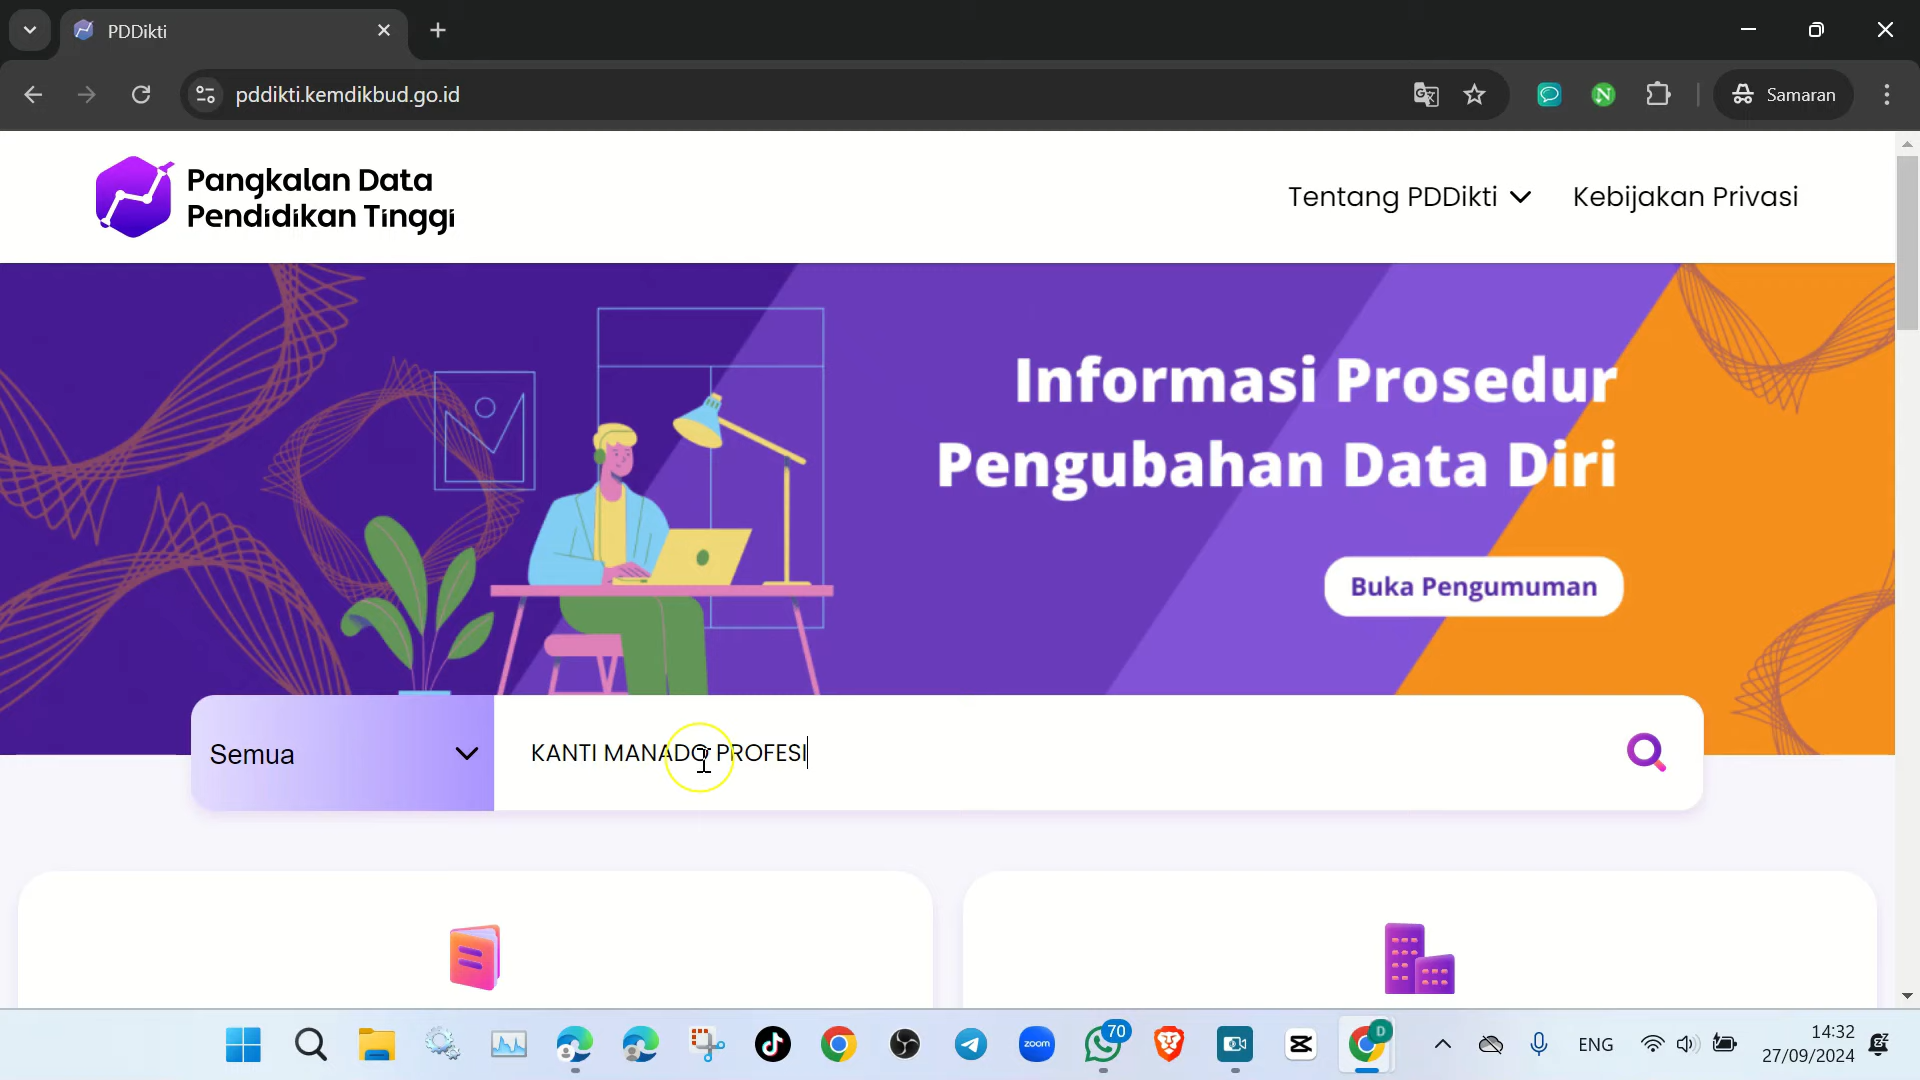 PDDikti
pddikti.kemdikbud.go.id
Samaran
Pangkalan Data
Pendidikan Tinggi
Tentang PDDikti
Kebijakan Privasi
Informasi Prosedur
Pengubahan Data Diri
Buka Pengumuman
Semua
KANTI MANADO PROFESI
zoom
70
D
ENG
14:32
27/09/2024